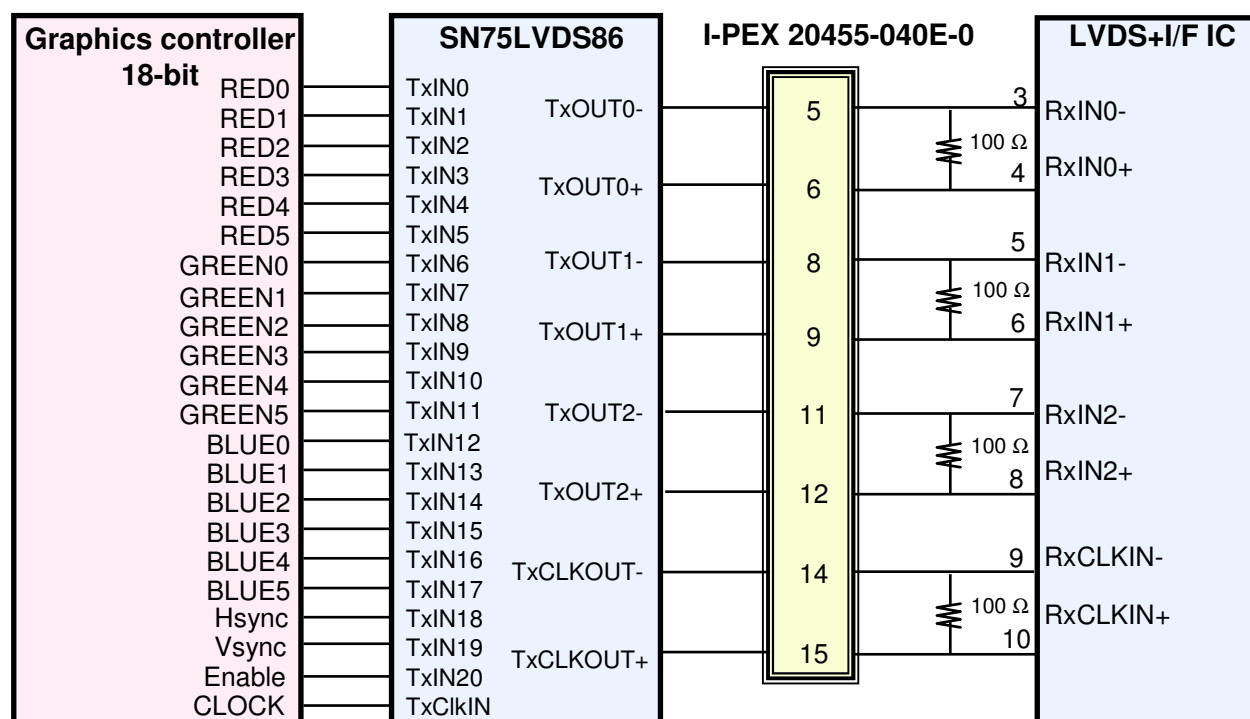 Graphics controller
18-bit
SN75LVDS86
I-PEX 20455-040E-0
LVDS+I/F IC
RED0
RED1
RED2
RED3
RED4
RED5
GREEN0
GREEN1
GREEN2
GREEN3
GREEN4
GREEN5
BLUE0
BLUE1
BLUE2
BLUE3
BLUE4
BLUE5
Hsync
Vsync
Enable
CLOCK
TxIN0
TxIN1
TxIN2
TxIN3
TxIN4
TxIN5
TxIN6
TxIN7
TxIN8
TxIN9
TxIN10
TxIN11
TxIN12
TxIN13
TxIN14
TxIN15
TxIN16
TxIN17
TxIN18
TxIN19
TxIN20
TxClkIN
TxOUT0-
TxOUT0+
TxOUT1-
TxOUT1+
TxOUT2-
TxOUT2+
TxCLKOUT-
TxCLKOUT+
5
6
8
9
11
12
14
15
3
100 Ω
4
5
100 Ω
6
7
100 Ω
8
9
100 Ω
10
RxIN0-
RxIN0+
RxIN1-
RxIN1+
RxIN2-
RxIN2+
RxCLKIN-
RxCLKIN+